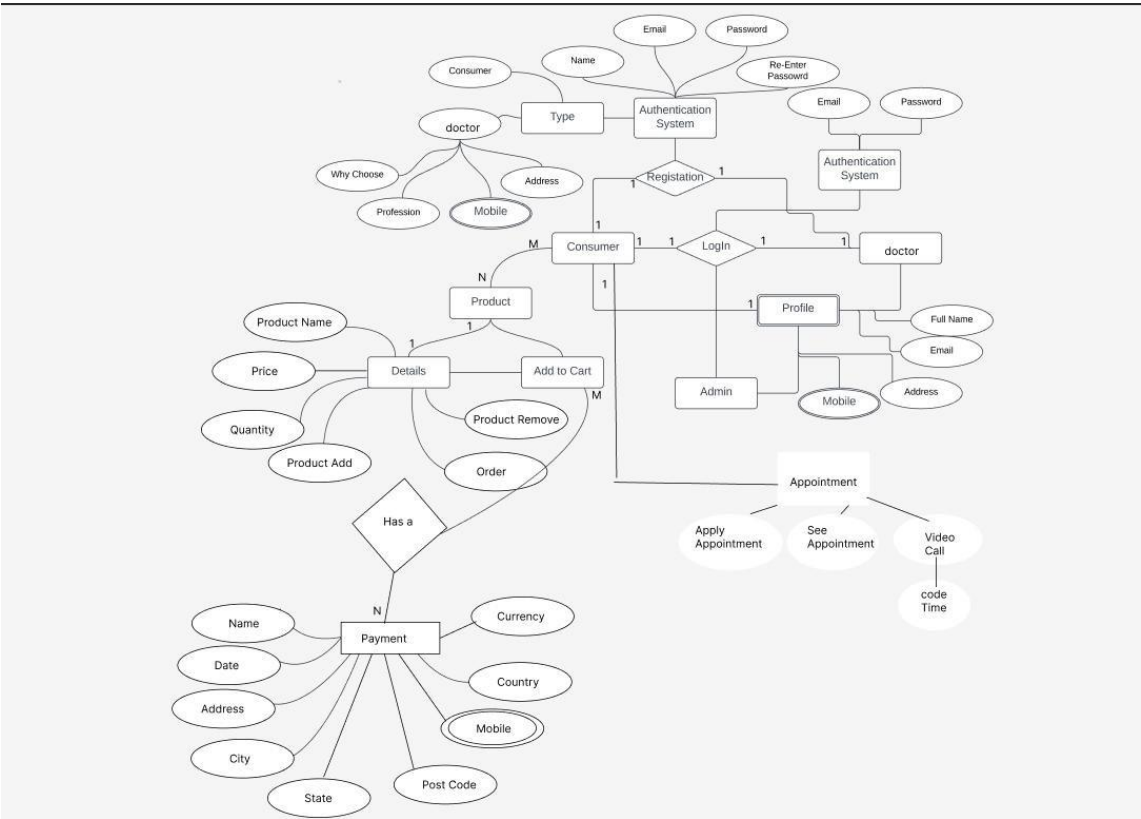 Email
Password
Name
Re-Enter
Passowrd
Consumer
Type
Authentication
System
Email
Password
doctor
Authentication
System
Why Choose
Address
Registation
1
1
Profession
Mobile
1
M
Consumer
1
1
LogIn
1
1
doctor
N
1
Product
1
Profile
Product Name
1
Full Name
1
Email
Price
Details
Add to Cart
Admin
Address
M
Mobile
Quantity
Product Remove
Product Add
Order
Appointment
Has a
Apply
Appointment
See
Appointment
Video
Call
code
Time
N
Name
Currency
Payment
Date
Country
Address
Mobile
City
Post Code
State